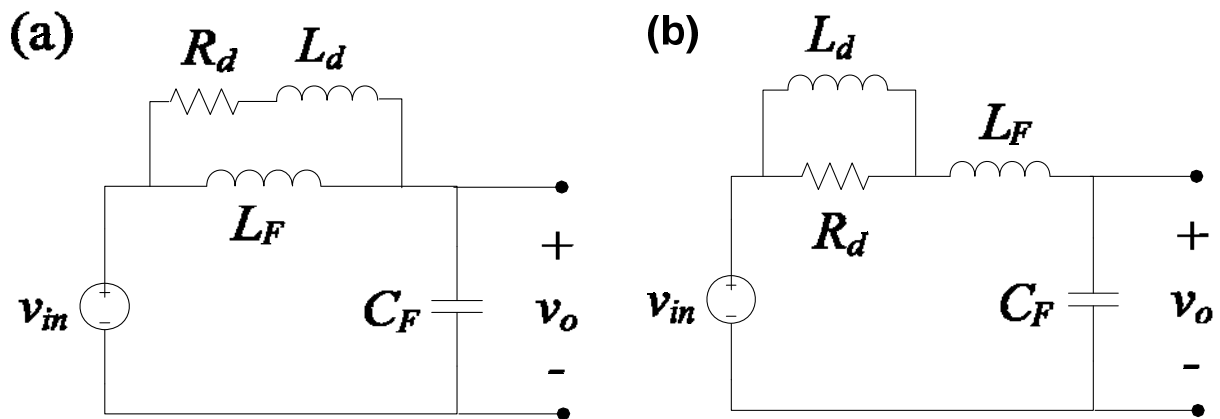 (a)
R_d L_d
L_F
v_in
C_F
+
v_o
-
+
-
(b)
L_d
L_F
R_d
v_in
C_F
+
v_o
-
+
-